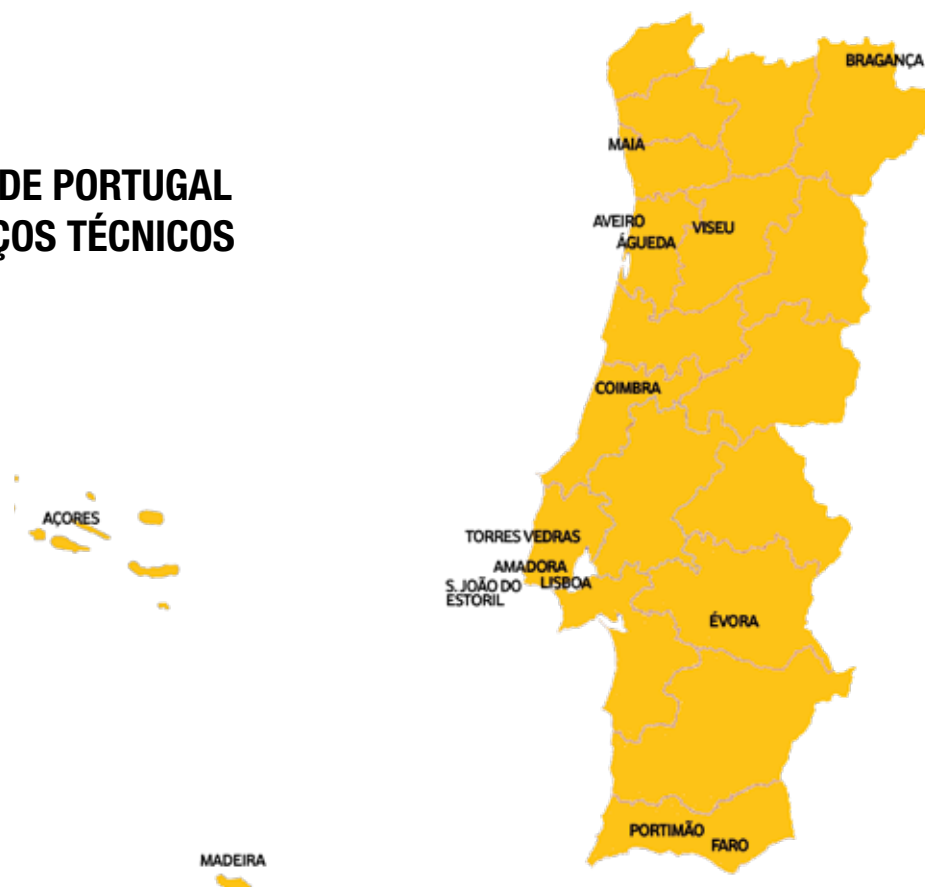 DE PORTUGAL
ÇOS TÉCNICOS
BRAGANÇA
MAIA
AVEIRO
ÁGUEDA
VISEU
COIMBRA
AÇORES
TORRES VEDRAS
AMADORA
LISBOA
S. JOÃO DO
ESTORIL
ÉVORA
PORTIMÃO
FARO
MADEIRA